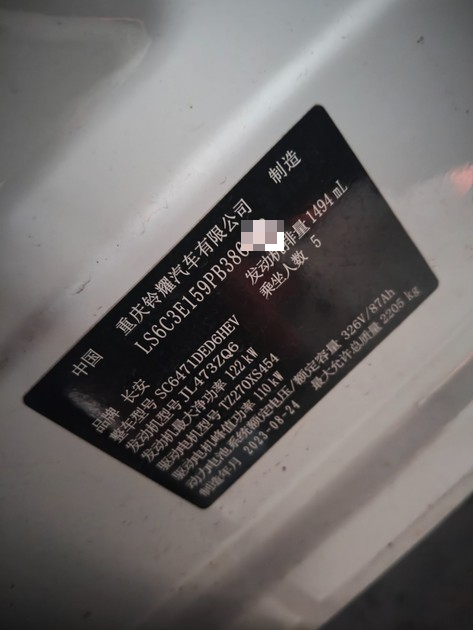 中国 重庆铃耀汽车有限公司 制造
LS6C3E159PB386
品牌 长安
整车型号 SC6471DED6HEV 发动机排量 1494 mL
发动机型号 JL473ZQ6 乘坐人数 5
发动机最大净功率 122 KW
驱动电机型号 TZ270XS454
驱动电机峰值功率 110 kW
动力电池系统额定电压/额定容量 326V/87Ah
制造年月 2023-08-24 最大允许总质量 2205 kg